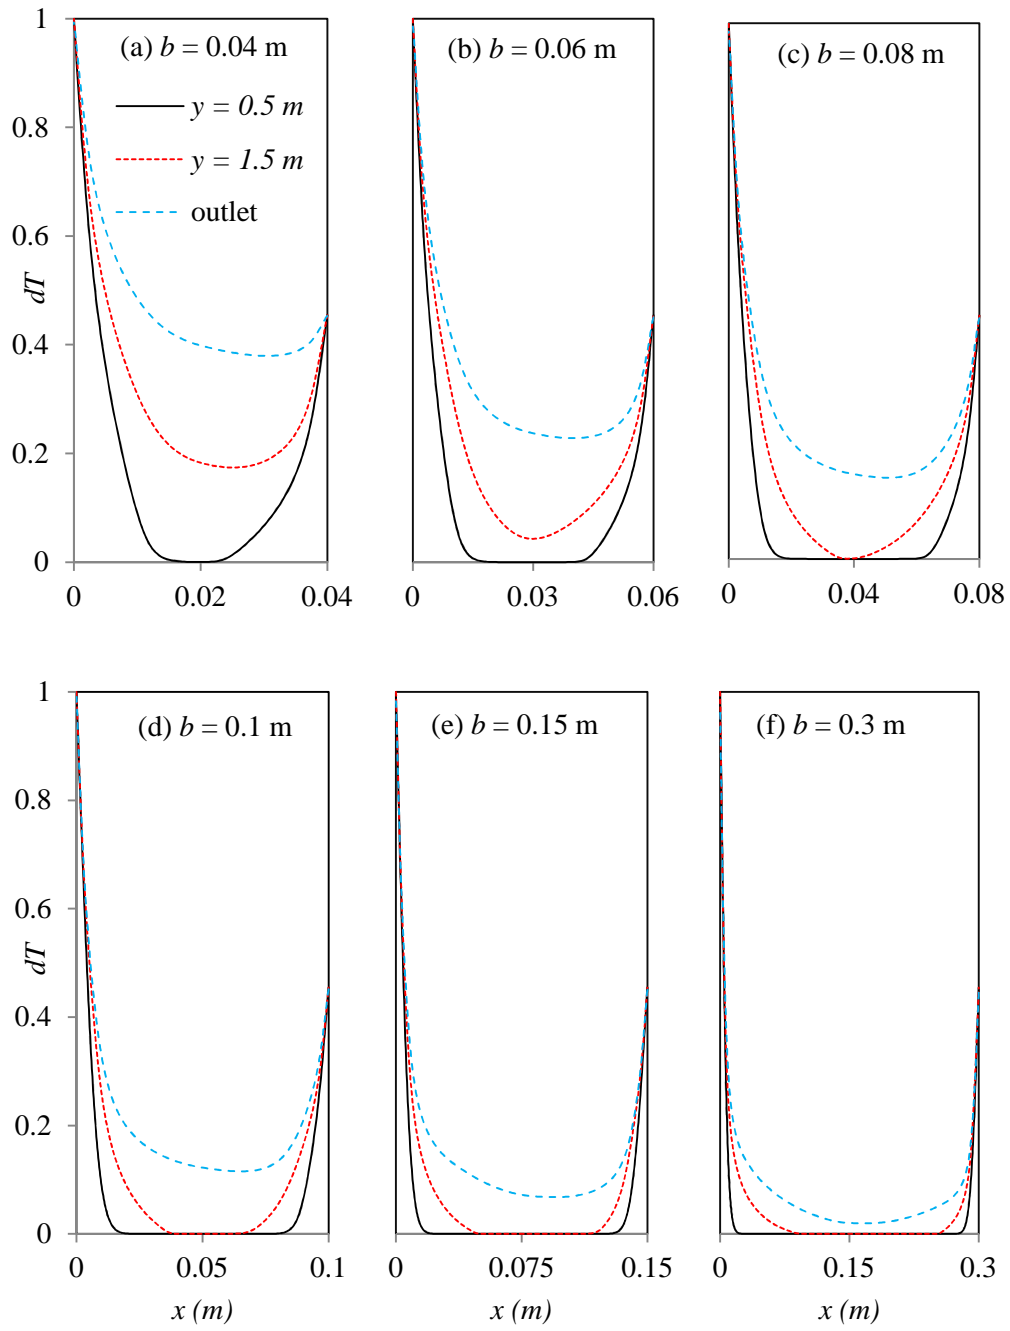 1
0.8
0.6
0.4
0.2
0
dT
(a) b = 0.04 m
y = 0.5 m
y = 1.5 m
outlet
0 0.02 0.04
(b) b = 0.06 m
0 0.03 0.06
(c) b = 0.08 m
0 0.04 0.08
1
0.8
0.6
0.4
0.2
0
dT
(d) b = 0.1 m
0 0.05 0.1
x (m)
(e) b = 0.15 m
0 0.075 0.15
x (m)
(f) b = 0.3 m
0 0.15 0.3
x (m)